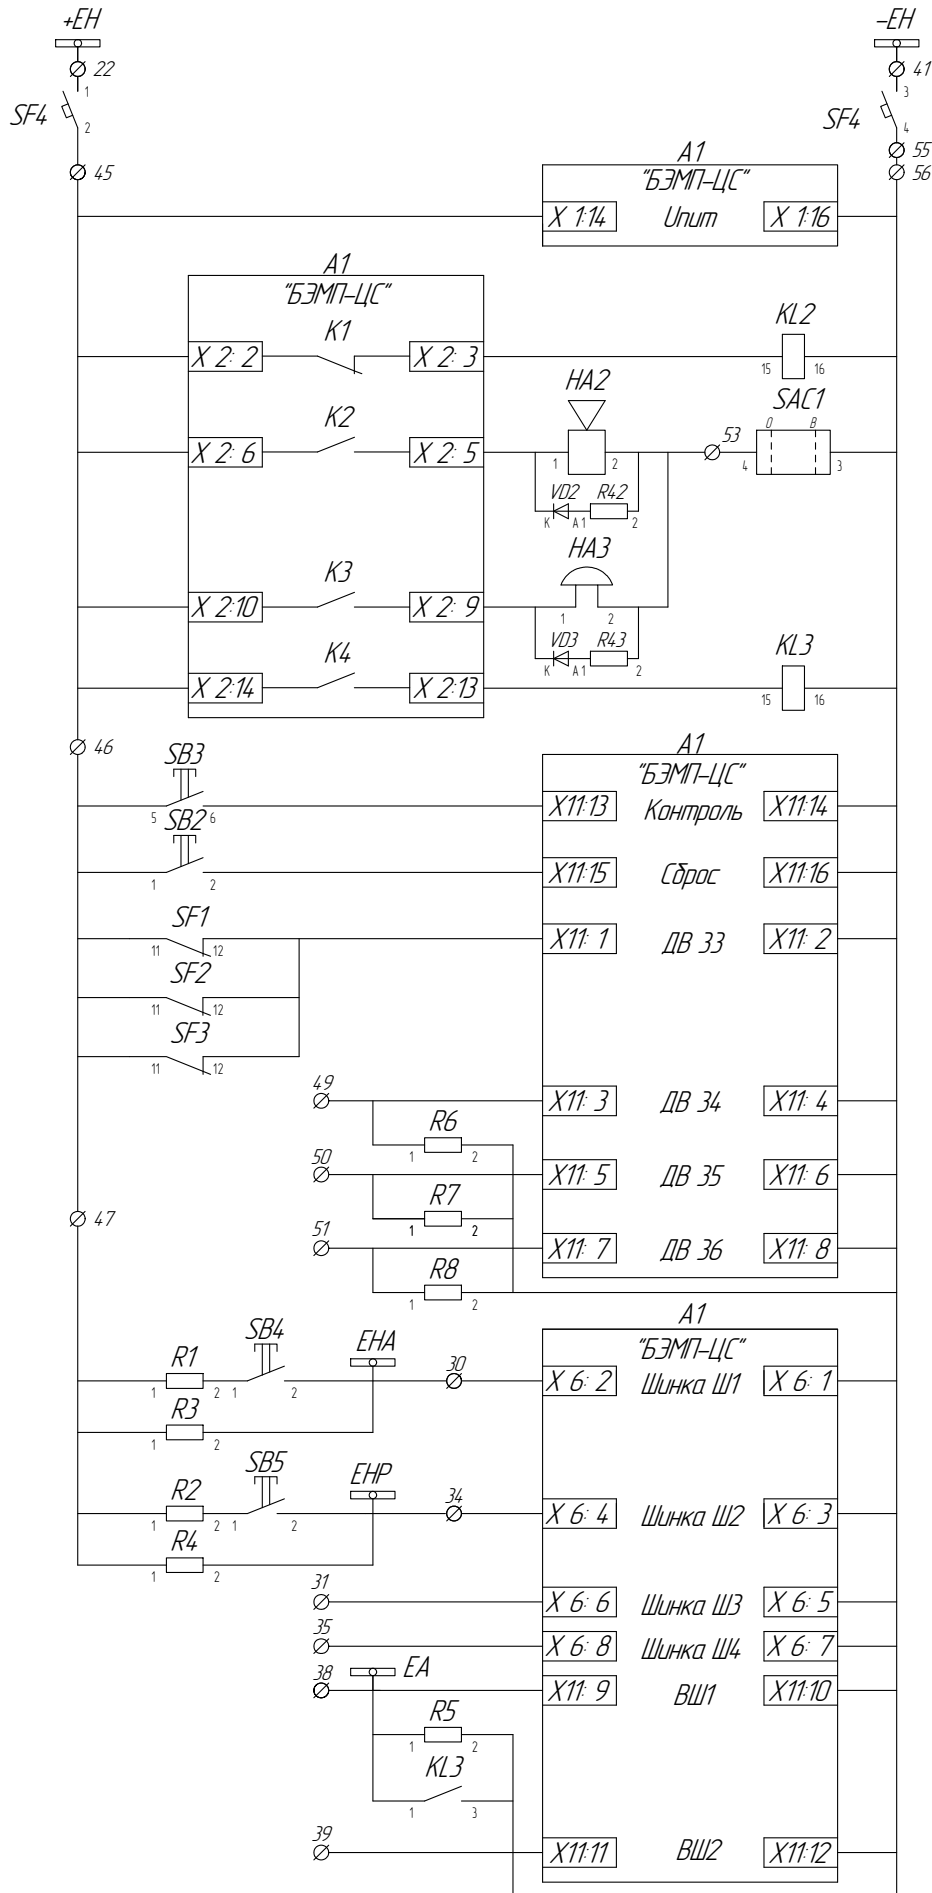 +EH
-EH
22
41
SF4
1
2
SF4
3
4
55
45
56
A1
"БЭМП-ЦС"
X 1:14
Uпит
X 1:16
A1
"БЭМП-ЦС"
X 2: 2
K1
X 2: 3
KL2
15
16
HA2
SAC1
O
B
X 2: 6
K2
X 2: 5
1
2
53
4
3
VD2
R42
K
A
1
2
HA3
X 2:10
K3
X 2: 9
1
2
VD3
R43
K
A
1
2
X 2:14
K4
X 2:13
KL3
15
16
46
SB3
5
6
A1
"БЭМП-ЦС"
X11:13
Контроль
X11:14
SB2
1
2
X11:15
Сброс
X11:16
SF1
11
12
X11: 1
ДВ 33
X11: 2
SF2
11
12
SF3
11
12
49
X11: 3
ДВ 34
X11: 4
R6
1
2
50
X11: 5
ДВ 35
X11: 6
R7
1
2
47
51
X11: 7
ДВ 36
X11: 8
R8
1
2
A1
"БЭМП-ЦС"
R1
1
2
SB4
1
2
EHA
30
X 6: 2
Шинка Ш1
X 6: 1
R3
1
2
R2
1
2
SB5
1
2
EHP
34
X 6: 4
Шинка Ш2
X 6: 3
R4
1
2
31
X 6: 6
Шинка Ш3
X 6: 5
35
X 6: 8
Шинка Ш4
X 6: 7
EA
38
X11: 9
ВШ1
X11:10
R5
1
2
KL3
1
3
39
X11:11
ВШ2
X11:12